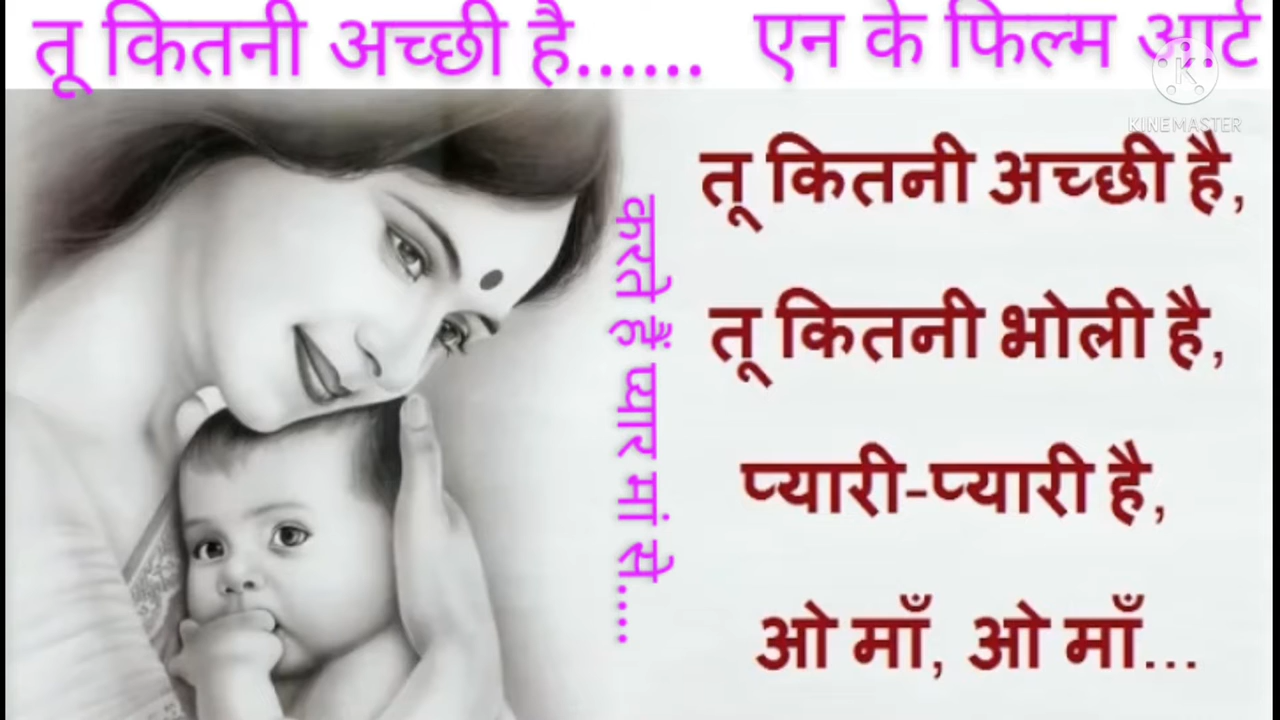 तू कितनी अच्छी है......
एन के फिल्म आर्ट
KINEMASTER
करते हैं प्यार मां से....
तू कितनी अच्छी है,
तू कितनी भोली है,
प्यारी-प्यारी है,
ओ माँ, ओ माँ...